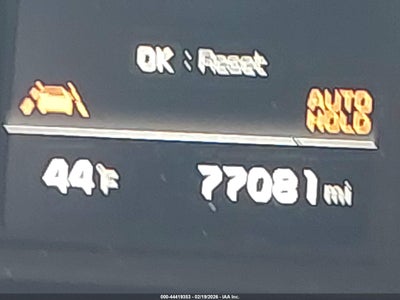 OK : Reset
AUTO
HOLD
44°F 77081 mi
000-44419353 - 02/19/2026 - IAA Inc.